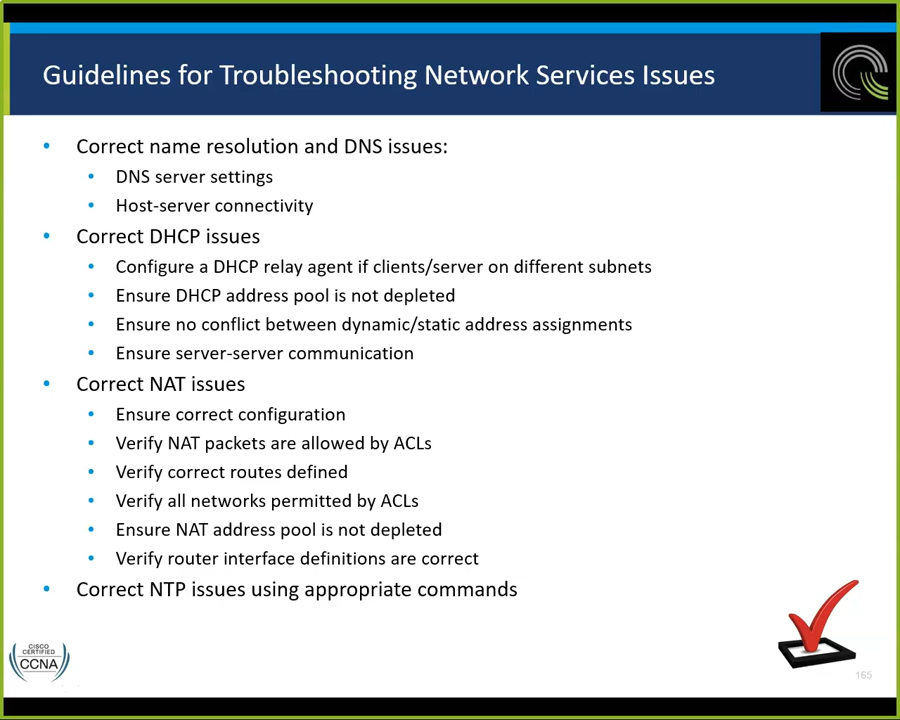 Guidelines for Troubleshooting Network Services Issues
• Correct name resolution and DNS issues:
• DNS server settings
• Host-server connectivity
• Correct DHCP issues
• Configure a DHCP relay agent if clients/server on different subnets
• Ensure DHCP address pool is not depleted
• Ensure no conflict between dynamic/static address assignments
• Ensure server-server communication
• Correct NAT issues
• Ensure correct configuration
• Verify NAT packets are allowed by ACLs
• Verify correct routes defined
• Verify all networks permitted by ACLs
• Ensure NAT address pool is not depleted
• Verify router interface definitions are correct
• Correct NTP issues using appropriate commands
CISCO
CERTIFIED
CCNA
165